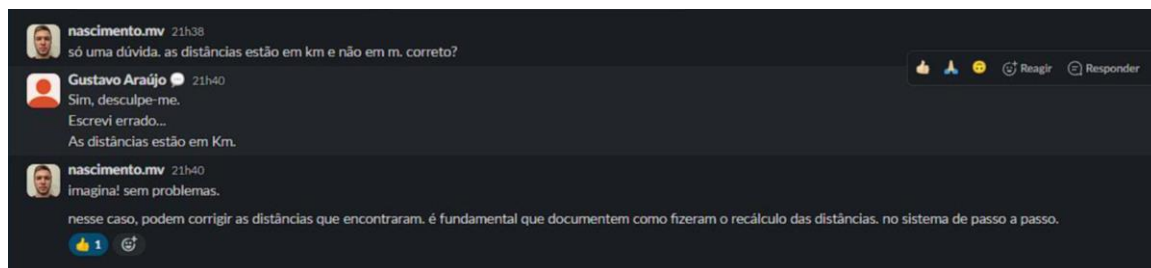 nascimento.mv 21h38
só uma dúvida. as distâncias estão em km e não em m. correto?
Reagir Responder
Gustavo Araújo 21h40
Sim, desculpe-me.
Escrevi errado...
As distâncias estão em Km.
nascimento.mv 21h40
imagina! sem problemas.
nesse caso, podem corrigir as distâncias que encontraram. é fundamental que documentem como fizeram o recálculo das distâncias. no sistema de passo a passo.
1